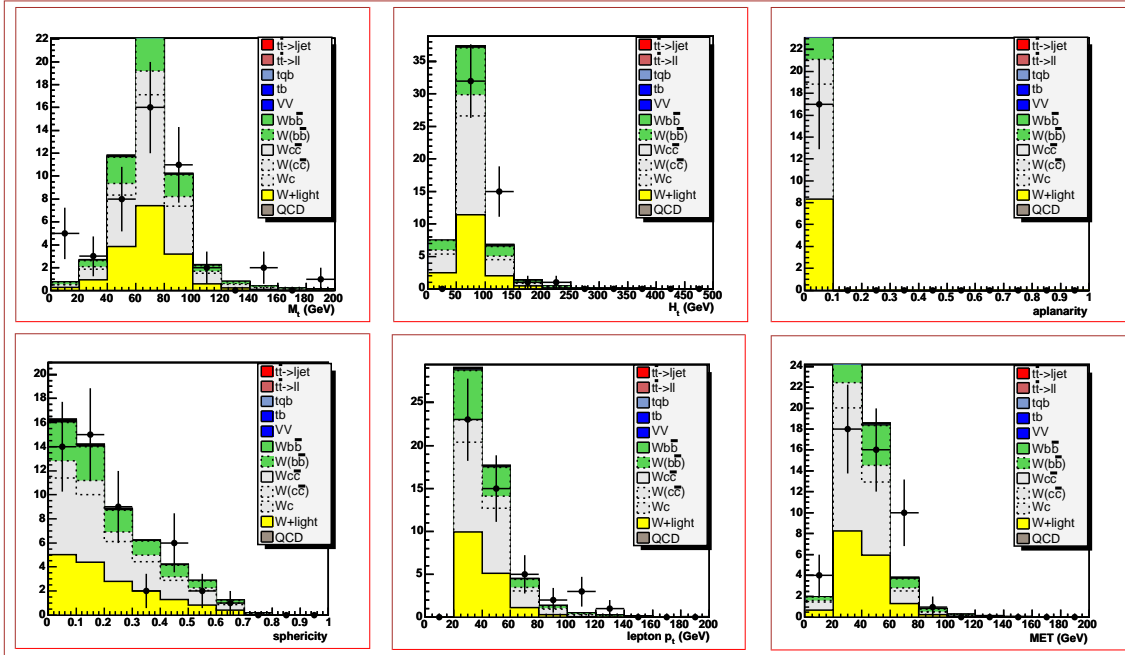 22
20
18
16
14
12
10
8
6
4
2
0
0 20 40 60 80 100 120 140 160 180 200
M_t (GeV)
tt̄->ljet
tt̄->ll
tqb
tb
VV
Wbb̄
W(bb̄)
Wcc̄
W(cc̄)
Wc
W+light
QCD
35
30
25
20
15
10
5
0
0 50 100 150 200 250 300 350 400 450 500
H_t (GeV)
tt̄->ljet
tt̄->ll
tqb
tb
VV
Wbb̄
W(bb̄)
Wcc̄
W(cc̄)
Wc
W+light
QCD
22
20
18
16
14
12
10
8
6
4
2
0
0 0.1 0.2 0.3 0.4 0.5 0.6 0.7 0.8 0.9 1
aplanarity
tt̄->ljet
tt̄->ll
tqb
tb
VV
Wbb̄
W(bb̄)
Wcc̄
W(cc̄)
Wc
W+light
QCD
20
18
16
14
12
10
8
6
4
2
0
0 0.1 0.2 0.3 0.4 0.5 0.6 0.7 0.8 0.9 1
sphericity
tt̄->ljet
tt̄->ll
tqb
tb
VV
Wbb̄
W(bb̄)
Wcc̄
W(cc̄)
Wc
W+light
QCD
25
20
15
10
5
0
0 20 40 60 80 100 120 140 160 180 200
lepton p_t (GeV)
tt̄->ljet
tt̄->ll
tqb
tb
VV
Wbb̄
W(bb̄)
Wcc̄
W(cc̄)
Wc
W+light
QCD
24
22
20
18
16
14
12
10
8
6
4
2
0
0 20 40 60 80 100 120 140 160 180 200
MET (GeV)
tt̄->ljet
tt̄->ll
tqb
tb
VV
Wbb̄
W(bb̄)
Wcc̄
W(cc̄)
Wc
W+light
QCD